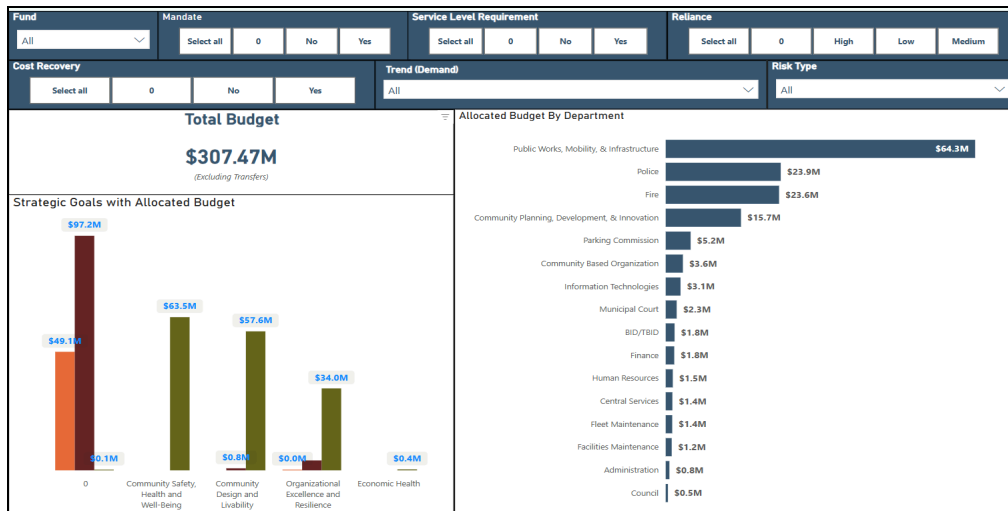 Fund
All
Mandate
Select all 0 No Yes
Service Level Requirement
Select all 0 No Yes
Reliance
Select all 0 High Low Medium
Cost Recovery
Select all 0 No Yes
Trend (Demand)
All
Risk Type
All
Total Budget
$307.47M
(Excluding Transfers)
Strategic Goals with Allocated Budget
$97.2M
$63.5M
$57.6M
$49.1M
$34.0M
$0.1M
$0.8M
$0.0M
$0.4M
0
Community Safety,
Health and
Well-Being
Community
Design and
Livability
Organizational
Excellence and
Resilience
Economic Health
Allocated Budget By Department
Public Works, Mobility, & Infrastructure $64.3M
Police $23.9M
Fire $23.6M
Community Planning, Development, & Innovation $15.7M
Parking Commission $5.2M
Community Based Organization $3.6M
Information Technologies $3.1M
Municipal Court $2.3M
BID/TBID $1.8M
Finance $1.8M
Human Resources $1.5M
Central Services $1.4M
Fleet Maintenance $1.4M
Facilities Maintenance $1.2M
Administration $0.8M
Council $0.5M